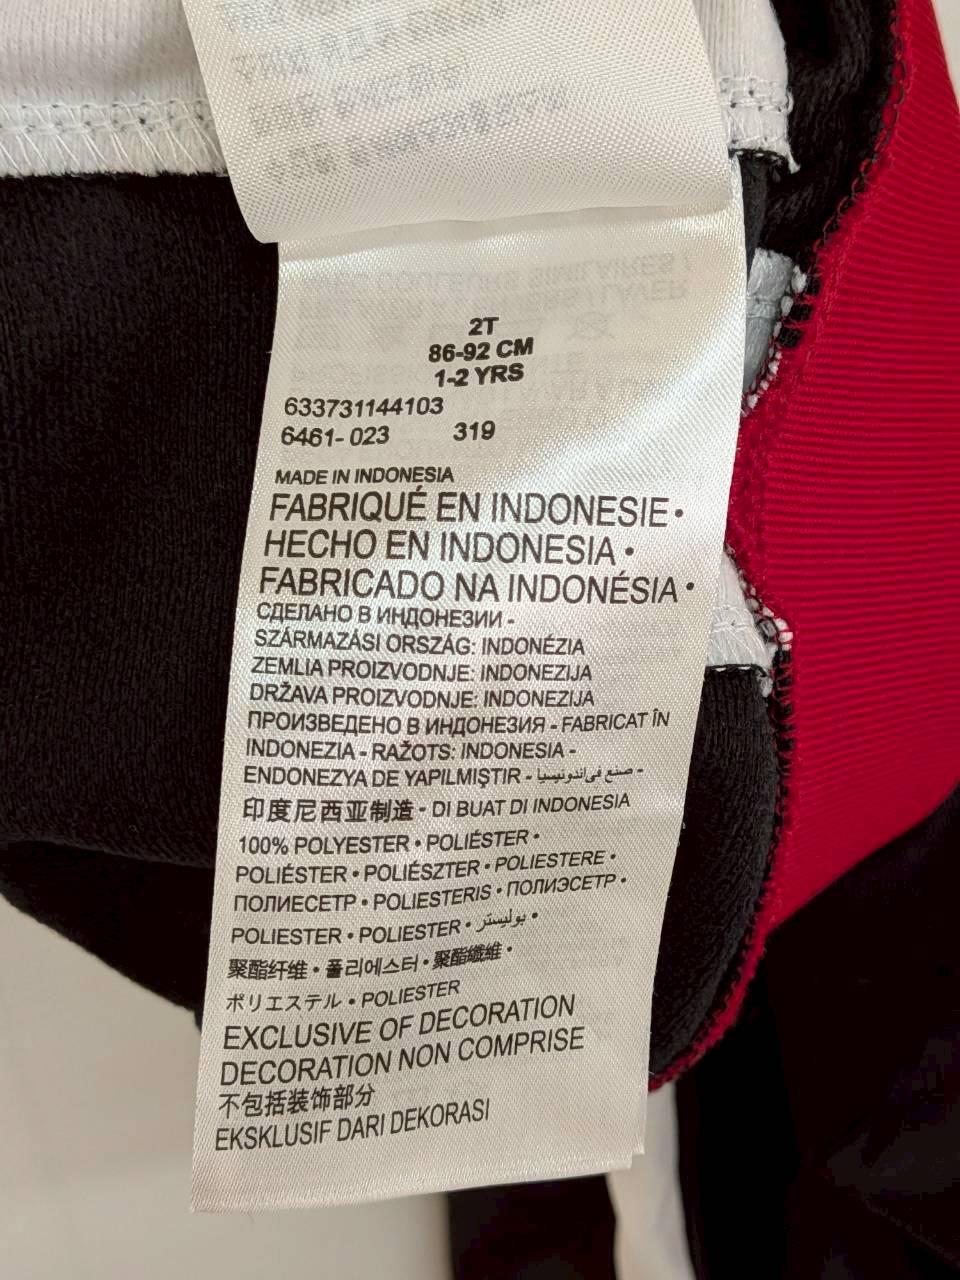 2T
86-92 CM
1-2 YRS
633731144103
6461-023 319
MADE IN INDONESIA
FABRIQUÉ EN INDONESIE •
HECHO EN INDONESIA •
FABRICADO NA INDONÉSIA •
СДЕЛАНО В ИНДОНЕЗИИ -
SZÁRMAZÁSI ORSZÁG: INDONÉZIA
ZEMLIA PROIZVODNJE: INDONEZIJA
DRŽAVA PROIZVODNJE: INDONEZIJA
ПРОИЗВЕДЕНО В ИНДОНЕЗИЯ - FABRICAT ÎN
INDONEZIA - RAŽOTS: INDONESIA -
ENDONEZYA DE YAPILMIŞTIR - صنع في اندونيسيا -
印度尼西亚制造 - DI BUAT DI INDONESIA
100% POLYESTER • POLIÉSTER •
POLIÉSTER • POLIÉSZTER • POLIESTERE •
ПОЛИЕСЕТР • POLIESTERIS • ПОЛИЭСЕТР •
POLIESTER • POLIESTER • بوليستر •
聚酯纤维 • 폴리에스터 • 聚酯纖維 •
ポリエステル • POLIESTER
EXCLUSIVE OF DECORATION
DECORATION NON COMPRISE
不包括装饰部分
EKSKLUSIF DARI DEKORASI